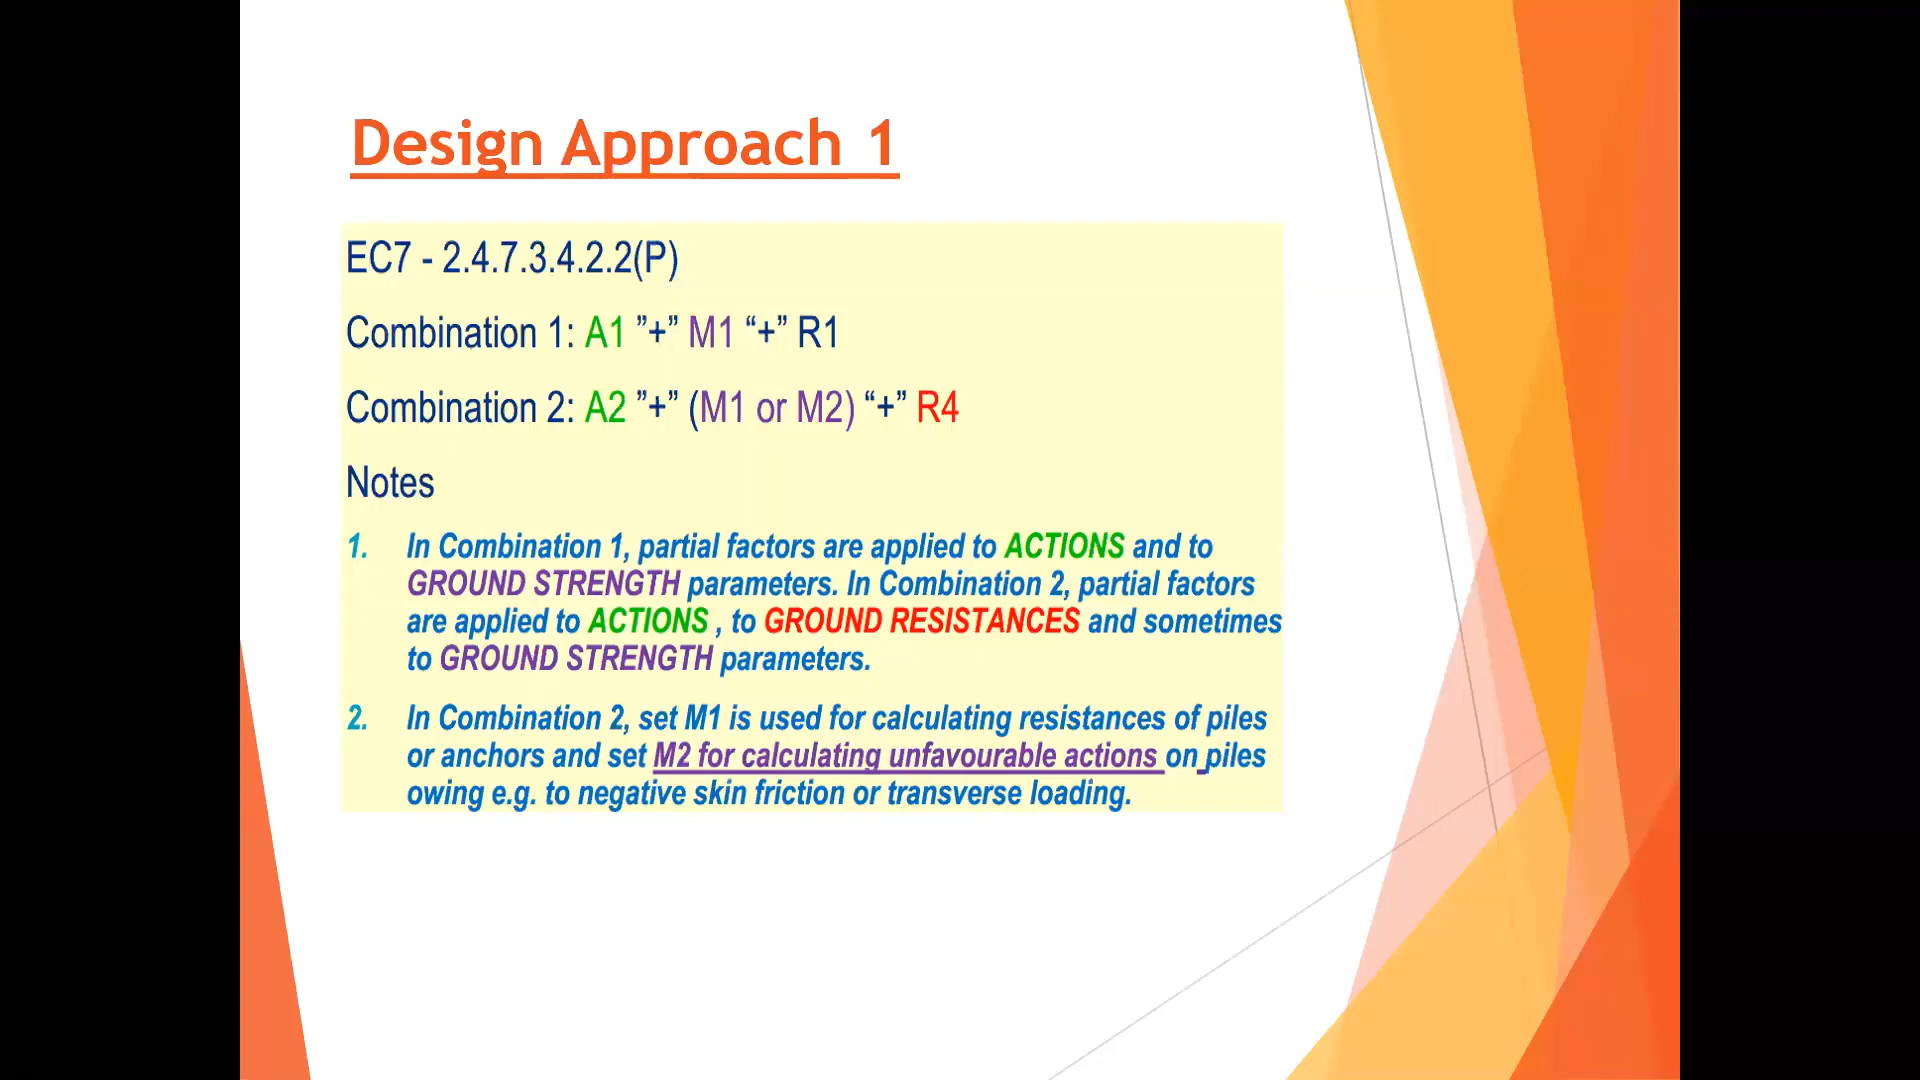 Design Approach 1
EC7 - 2.4.7.3.4.2.2(P)
Combination 1: A1 ”+” M1 “+” R1
Combination 2: A2 ”+” (M1 or M2) “+” R4
Notes
1. In Combination 1, partial factors are applied to ACTIONS and to
GROUND STRENGTH parameters. In Combination 2, partial factors
are applied to ACTIONS , to GROUND RESISTANCES and sometimes
to GROUND STRENGTH parameters.
2. In Combination 2, set M1 is used for calculating resistances of piles
or anchors and set M2 for calculating unfavourable actions on piles
owing e.g. to negative skin friction or transverse loading.